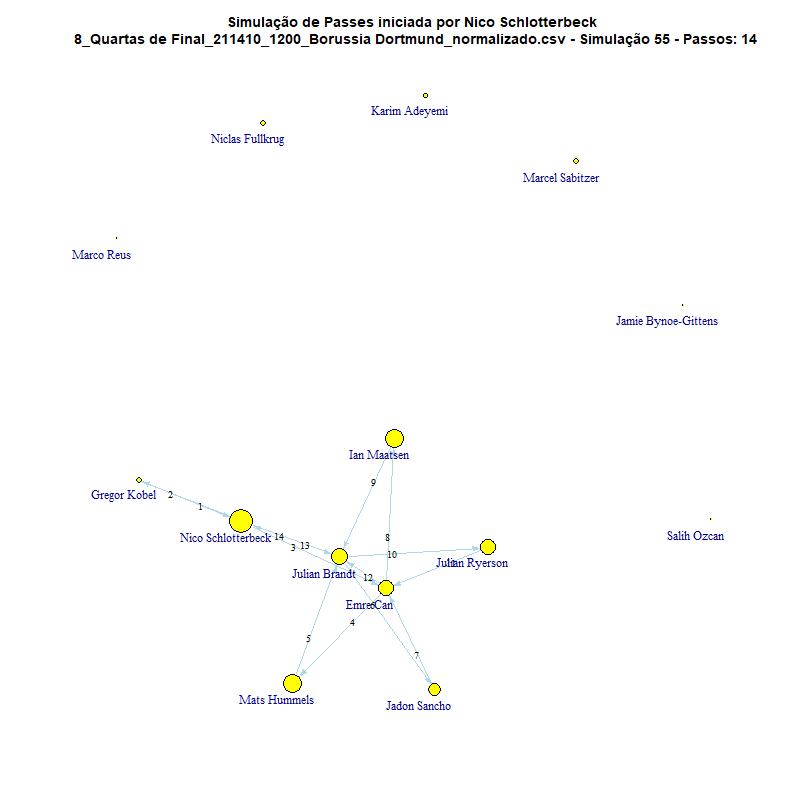 Simulação de Passes iniciada por Nico Schlotterbeck
8_Quartas de Final_211410_1200_Borussia Dortmund_normalizado.csv - Simulação 55 - Passos: 14
Karim Adeyemi
Niclas Fullkrug
Marcel Sabitzer
Marco Reus
Jamie Bynoe-Gittens
Ian Maatsen
9
Gregor Kobel
2
1
Nico Schlotterbeck
14
3
13
8
10
Salih Ozcan
Julian Brandt
12
Julian Ryerson
Emre Can
4
5
7
Mats Hummels
Jadon Sancho